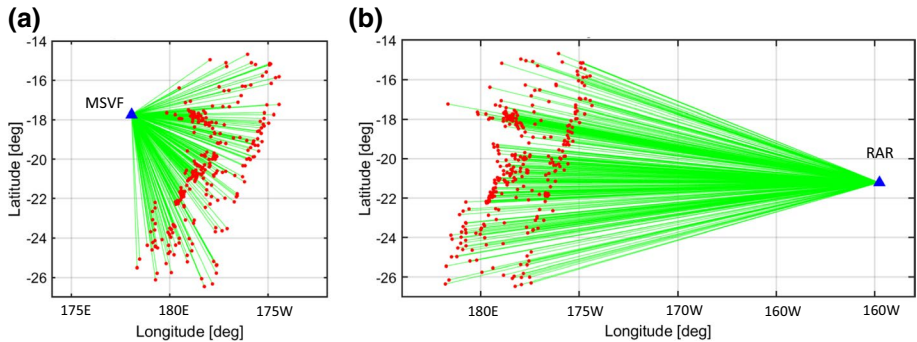 (a)
-14
-16
-18
-20
-22
-24
-26
Latitude [deg]
MSVF
175E
180E
175W
Longitude [deg]
(b)
-14
-16
-18
-20
-22
-24
-26
Latitude [deg]
RAR
180E
175W
170W
160W
160W
Longitude [deg]